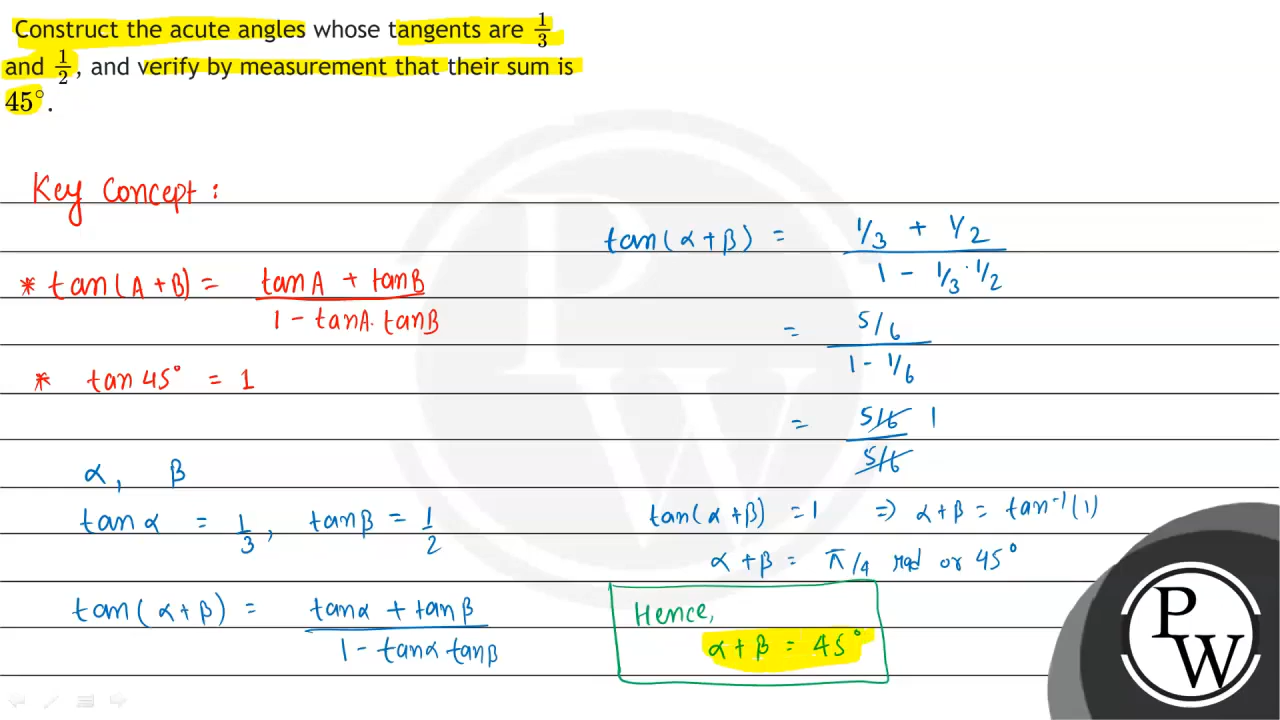 Construct the acute angles whose tangents are 1/3
and 1/2, and verify by measurement that their sum is
45°.
Key Concept :
* tan(A + B) = (tanA + tanB)/(1 - tanA. tanB)
* tan 45° = 1
α, β
tanα = 1/3, tanβ = 1/2
tan(α+β) = (tanα + tanβ)/(1 - tanα tanβ)
tan(α+β) = (1/3 + 1/2)/(1 - 1/3·1/2)
= (5/6)/(1 - 1/6)
= (5/6)/(5/6) 1
tan(α+β) = 1 ⇒ α+β = tan⁻¹(1)
α+β = π/4 rad or 45°
Hence,
α+β = 45°
P
W
P
W